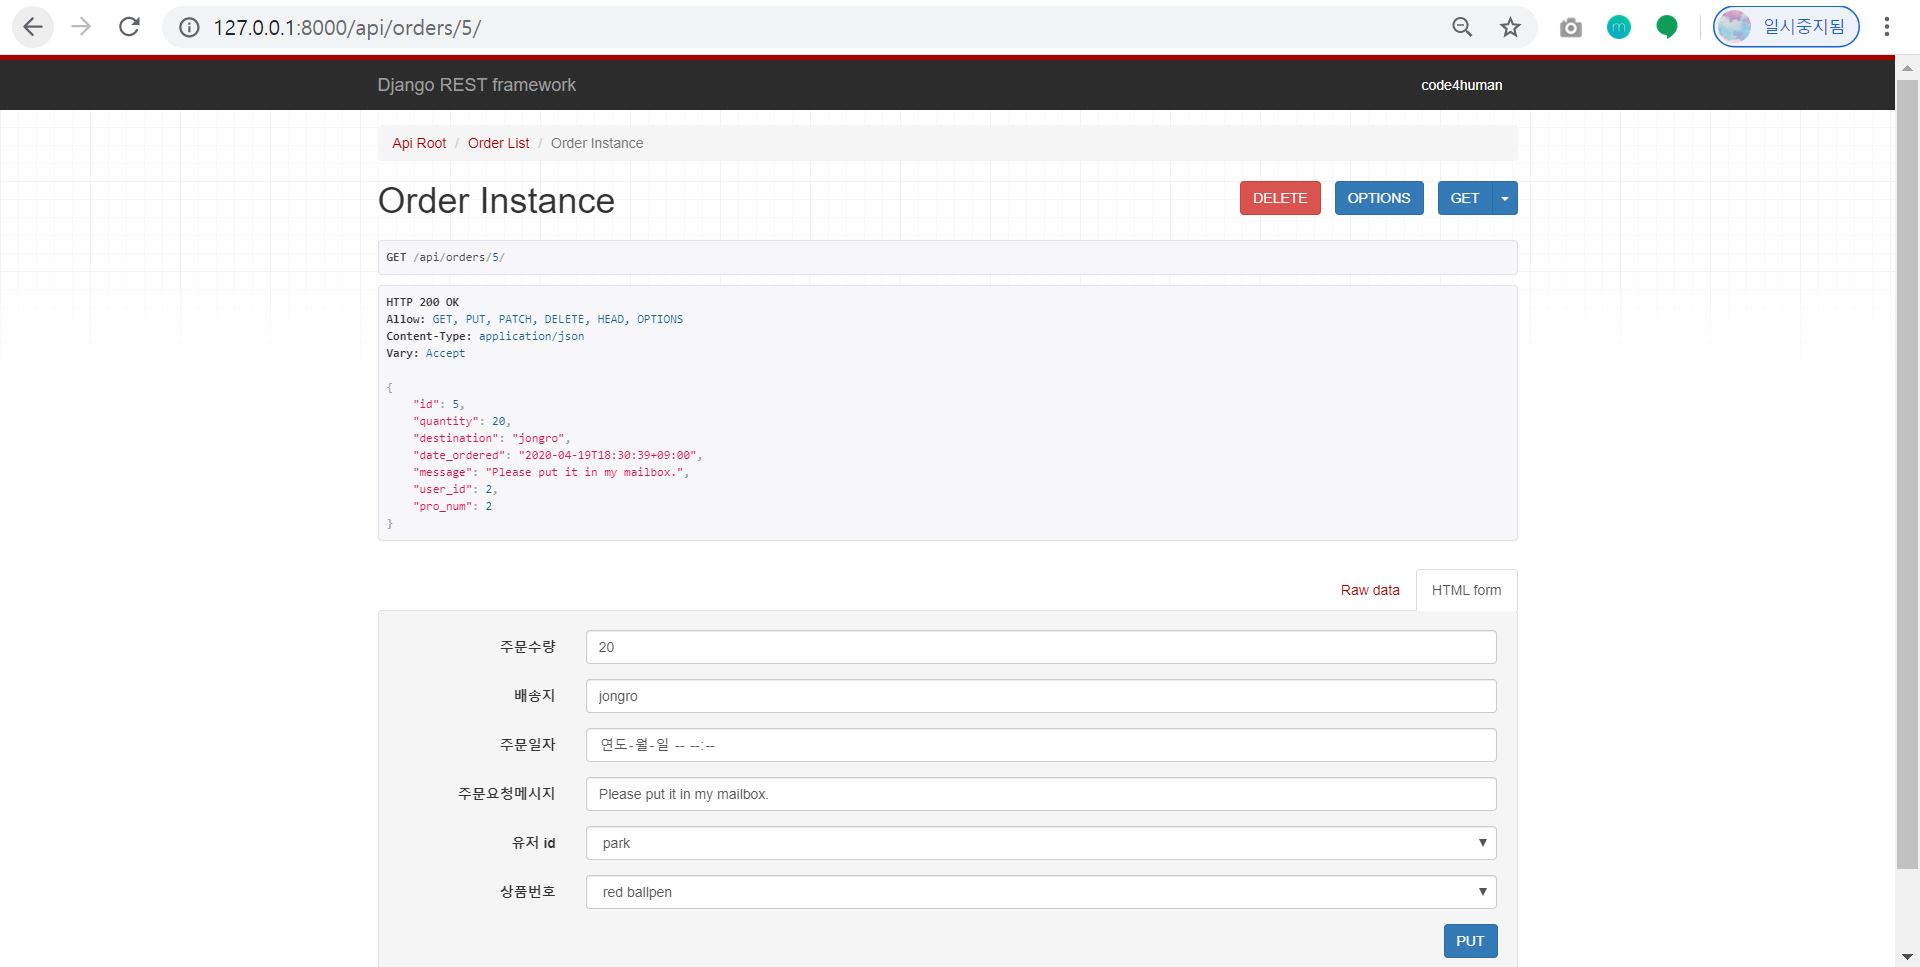 127.0.0.1:8000/api/orders/5/
m
일시중지됨
Django REST framework
code4human
Api Root / Order List / Order Instance
Order Instance
DELETE
OPTIONS
GET
GET /api/orders/5/
HTTP 200 OK
Allow: GET, PUT, PATCH, DELETE, HEAD, OPTIONS
Content-Type: application/json
Vary: Accept
{
"id": 5,
"quantity": 20,
"destination": "jongro",
"date_ordered": "2020-04-19T18:30:39+09:00",
"message": "Please put it in my mailbox.",
"user_id": 2,
"pro_num": 2
}
Raw data
HTML form
주문수량 20
배송지 jongro
주문일자 연도-월-일 -- --:--
주문요청메시지 Please put it in my mailbox.
유저 id park
상품번호 red ballpen
PUT